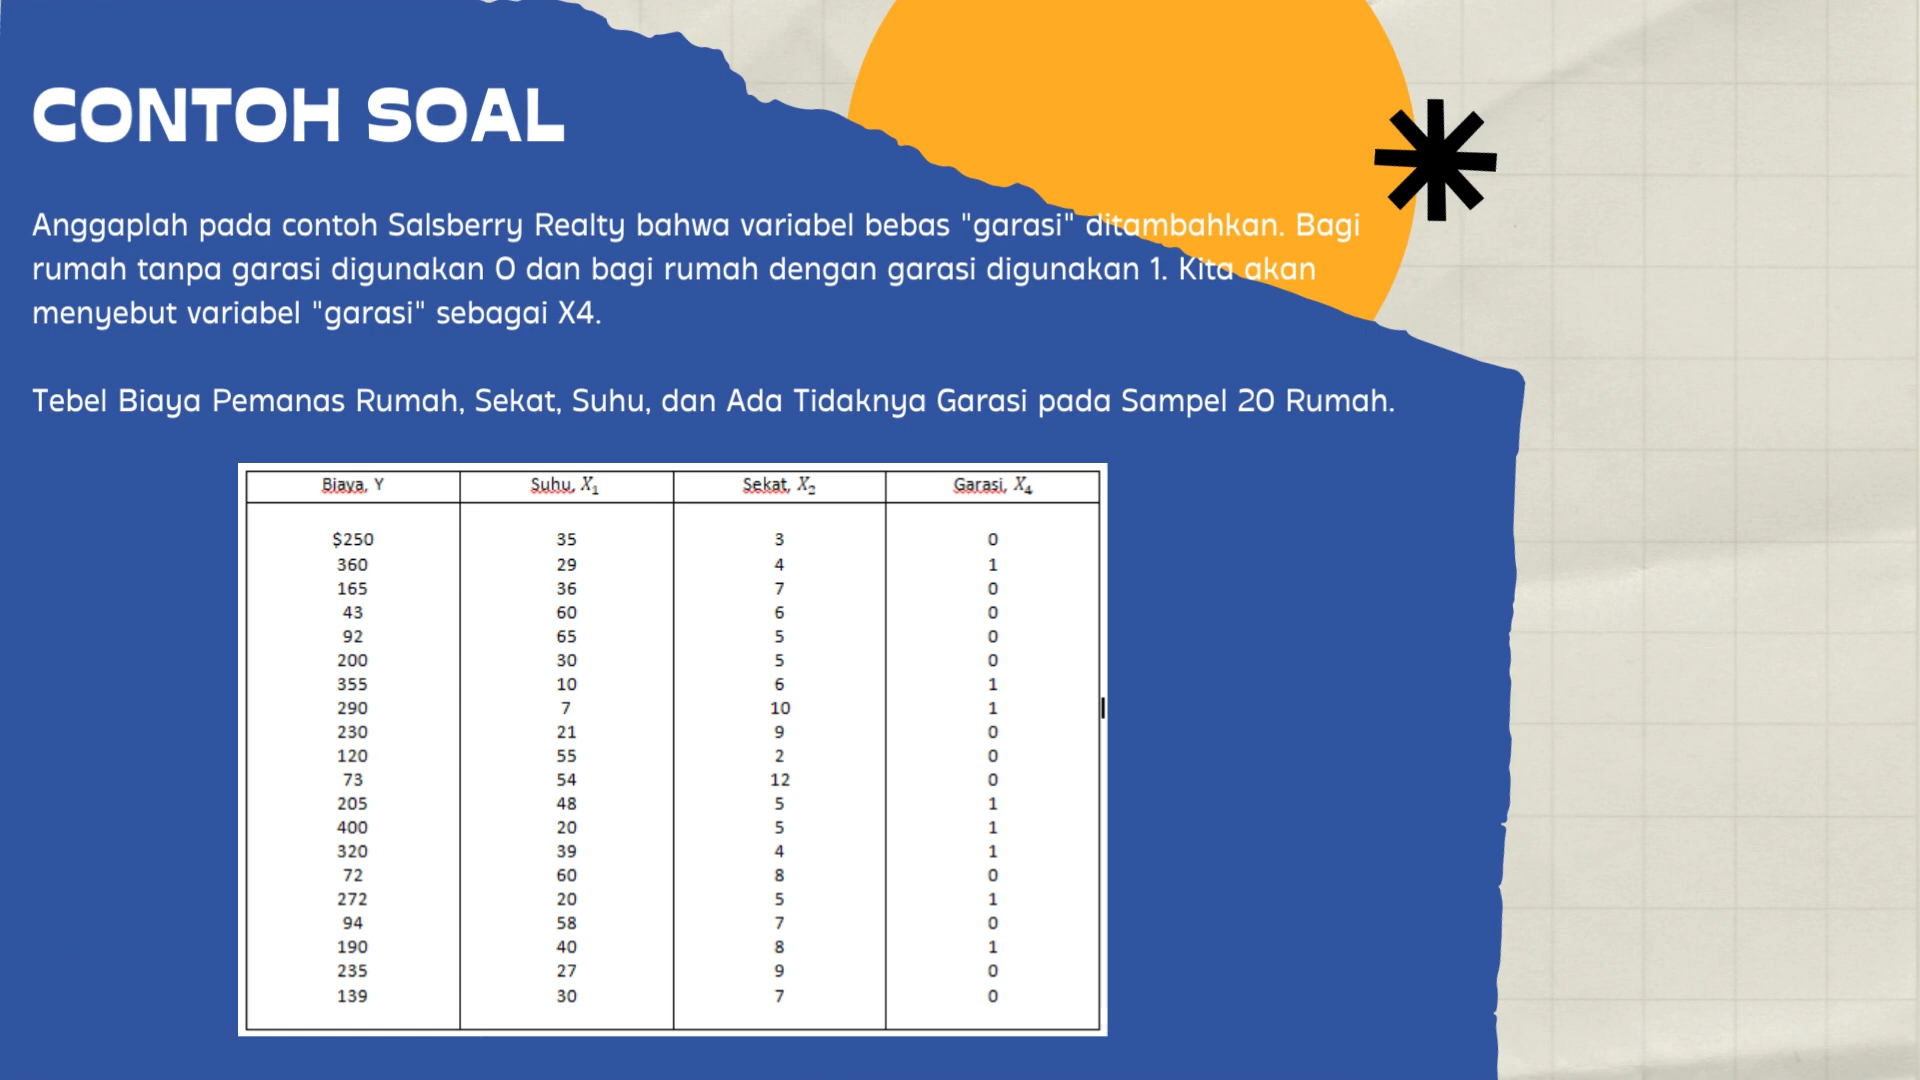 CONTOH SOAL
Anggaplah pada contoh Salsberry Realty bahwa variabel bebas "garasi" ditambahkan. Bagi
rumah tanpa garasi digunakan 0 dan bagi rumah dengan garasi digunakan 1. Kita akan
menyebut variabel "garasi" sebagai X4.
Tebel Biaya Pemanas Rumah, Sekat, Suhu, dan Ada Tidaknya Garasi pada Sampel 20 Rumah.
Biaya, Y Suhu, X₁ Sekat, X₂ Garasi, X₄
$250 35 3 0
360 29 4 1
165 36 7 0
43 60 6 0
92 65 5 0
200 30 5 0
355 10 6 1
290 7 10 1
230 21 9 0
120 55 2 0
73 54 12 0
205 48 5 1
400 20 5 1
320 39 4 1
72 60 8 0
272 20 5 1
94 58 7 0
190 40 8 1
235 27 9 0
139 30 7 0